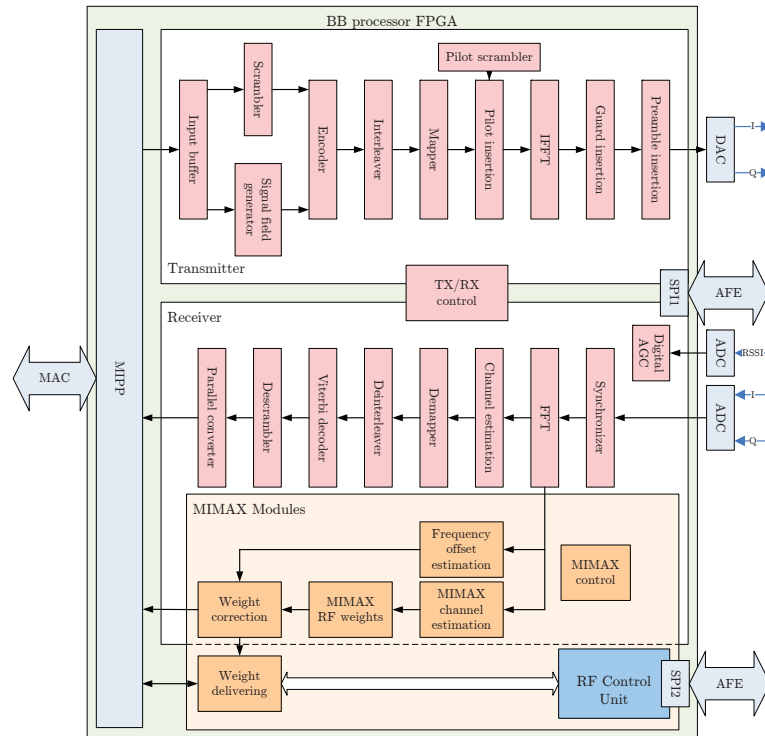 BB processor FPGA
Pilot scrambler
Scrambler
Input buffer
Signal field
generator
Encoder
Interleaver
Mapper
Pilot insertion
IFFT
Guard insertion
Preamble insertion
DAC
I
Q
Transmitter
TX/RX
control
SPI1
AFE
Receiver
MAC
MIPP
Digital
AGC
ADC
RSSI
Parallel converter
Descrambler
Viterbi decoder
Deinterleaver
Demapper
Channel estimation
FFT
Synchronizer
ADC
I
Q
MIMAX Modules
Frequency
offset
estimation
MIMAX
control
Weight
correction
MIMAX
RF weights
MIMAX
channel
estimation
Weight
delivering
RF Control
Unit
SPI2
AFE